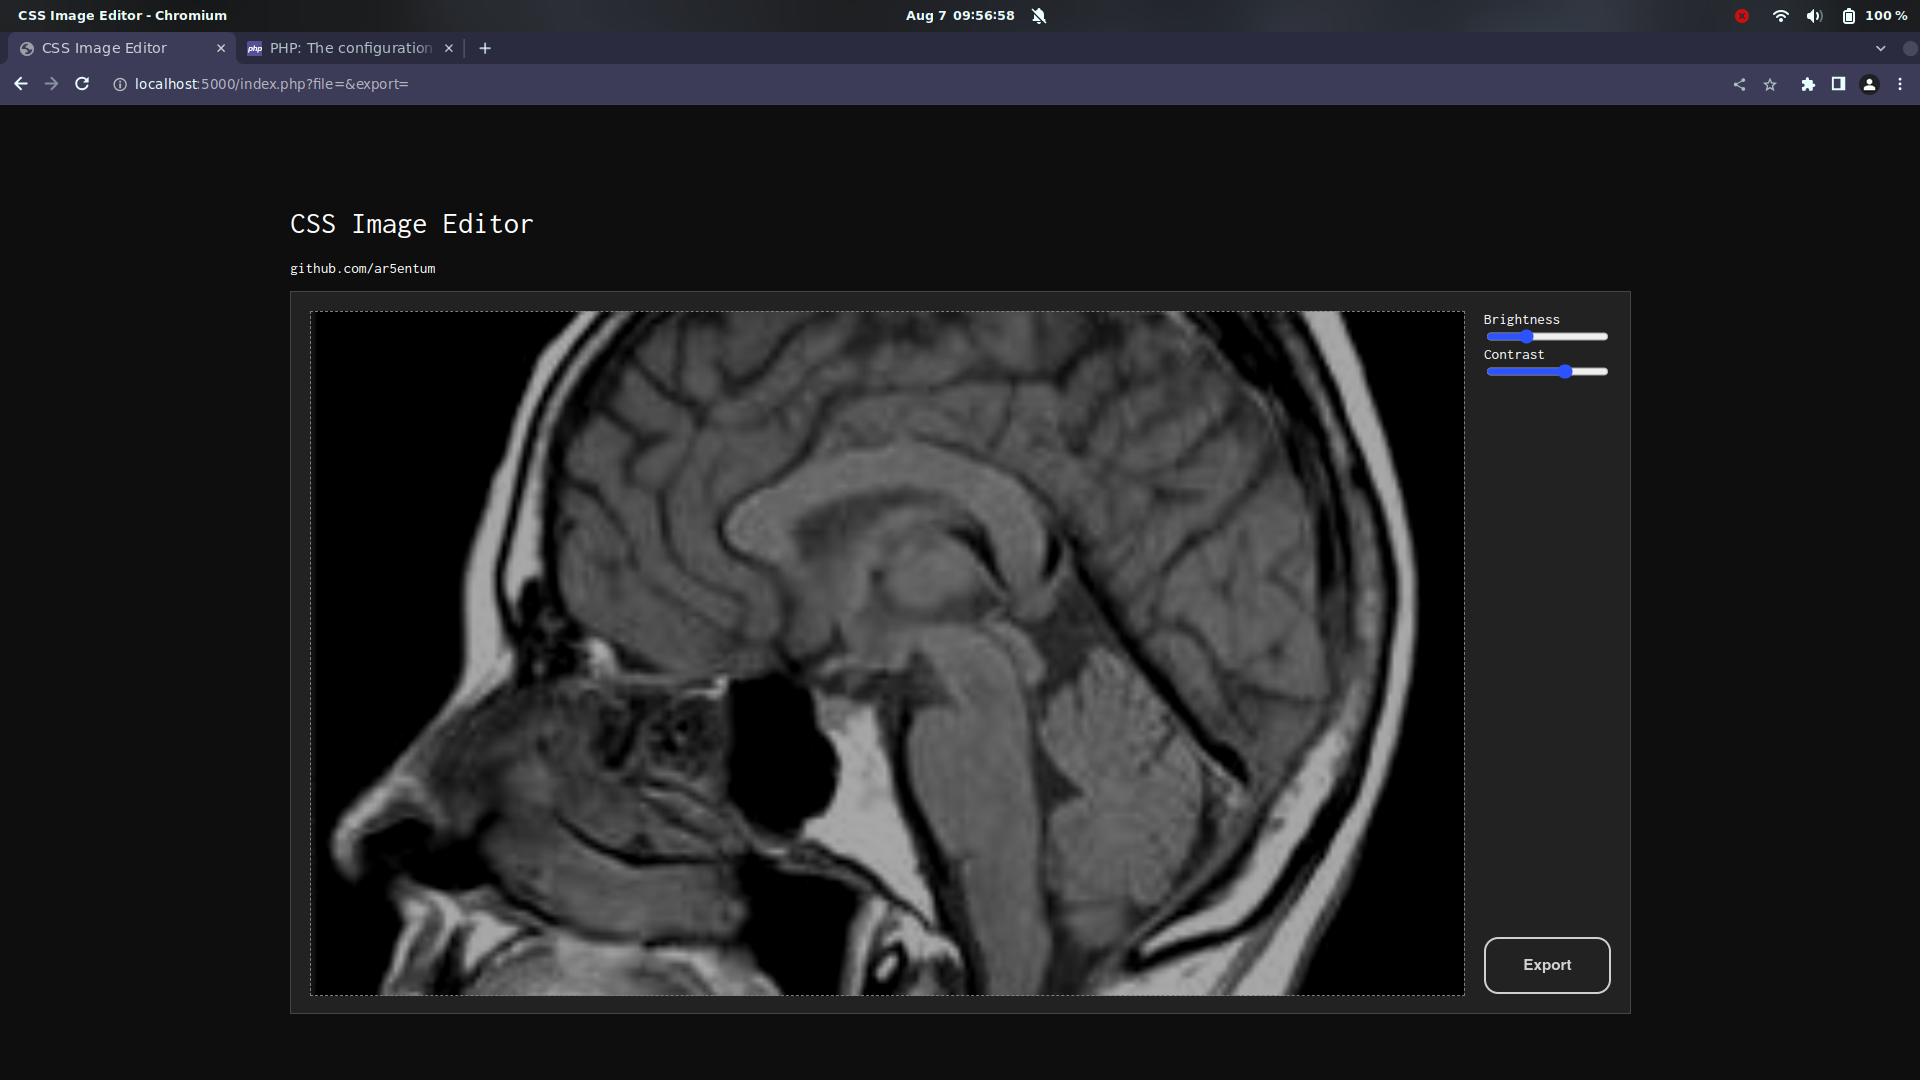 CSS Image Editor - Chromium
Aug 7 09:56:58
100 %
CSS Image Editor
PHP: The configuration
localhost:5000/index.php?file=&export=
CSS Image Editor
github.com/ar5entum
Brightness
Contrast
Export